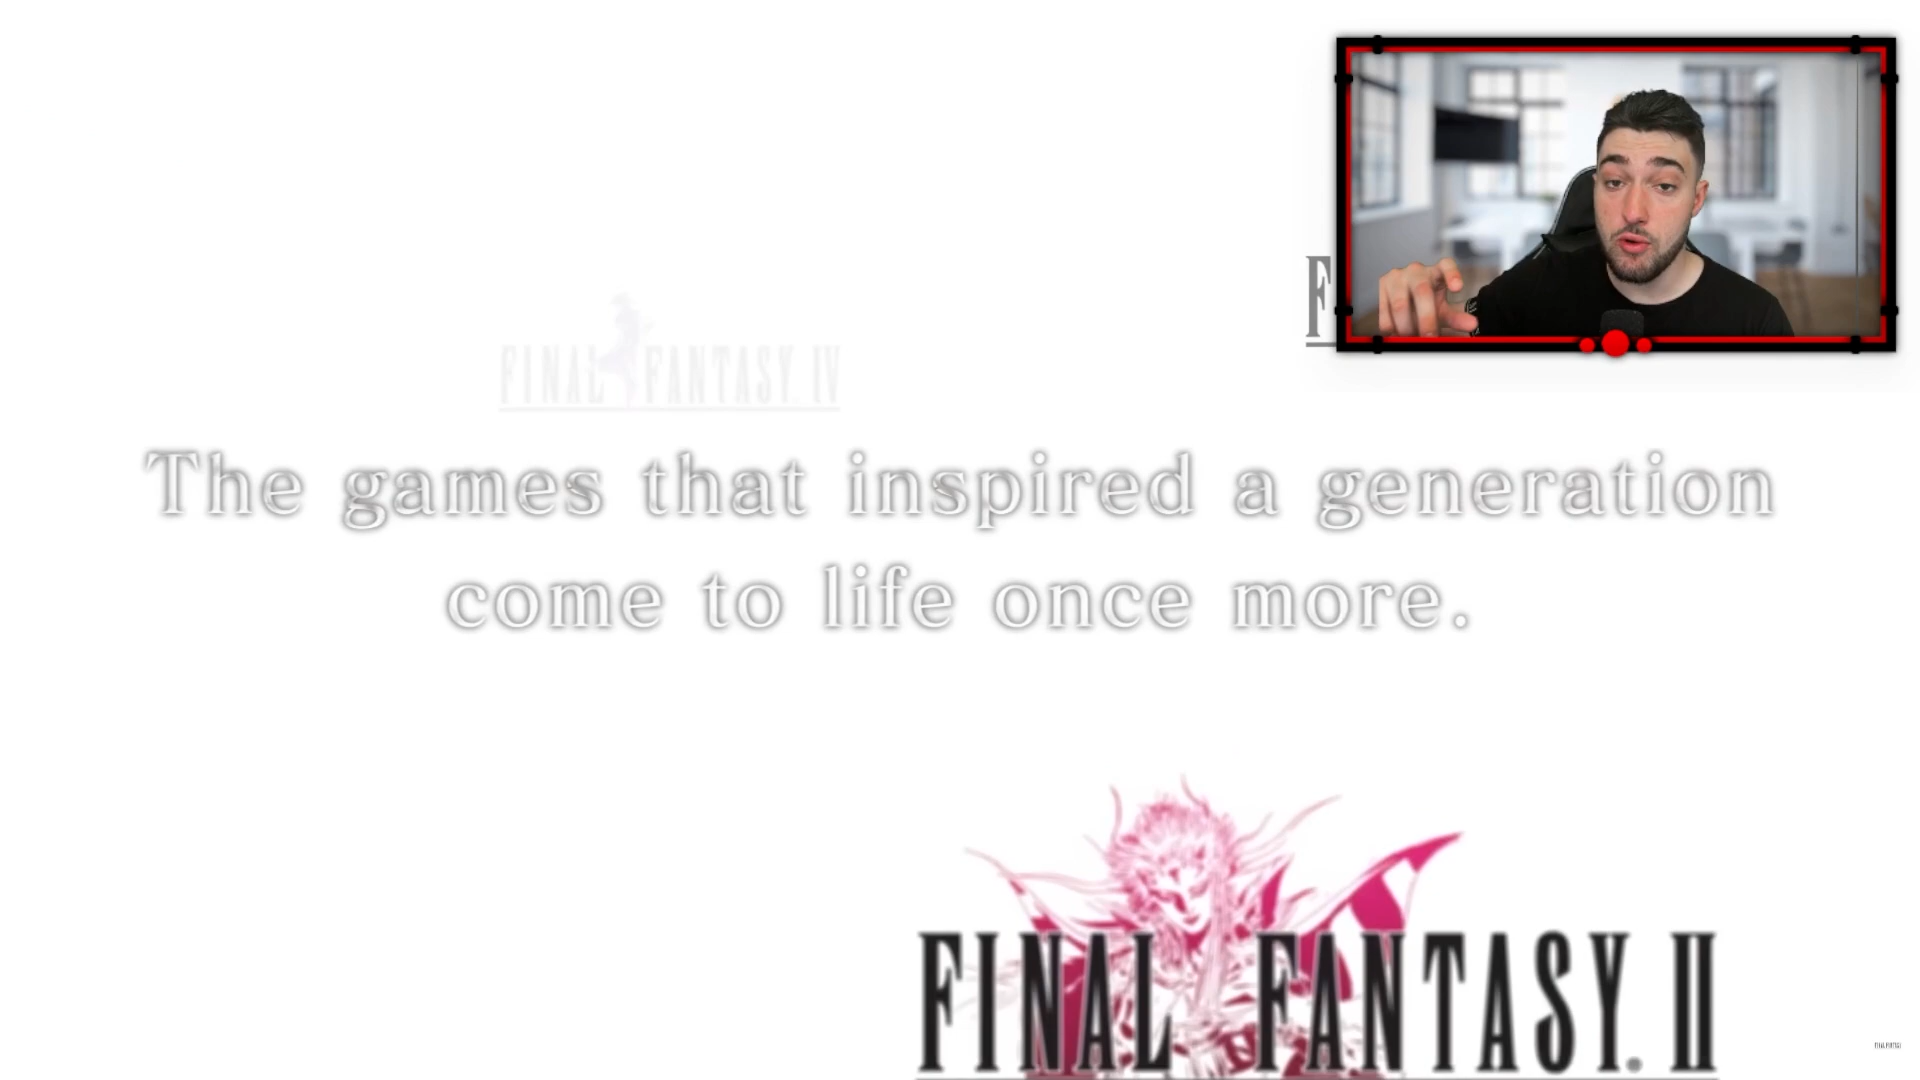 F
FINAL FANTASY IV
The games that inspired a generation
come to life once more.
FINAL FANTASY II